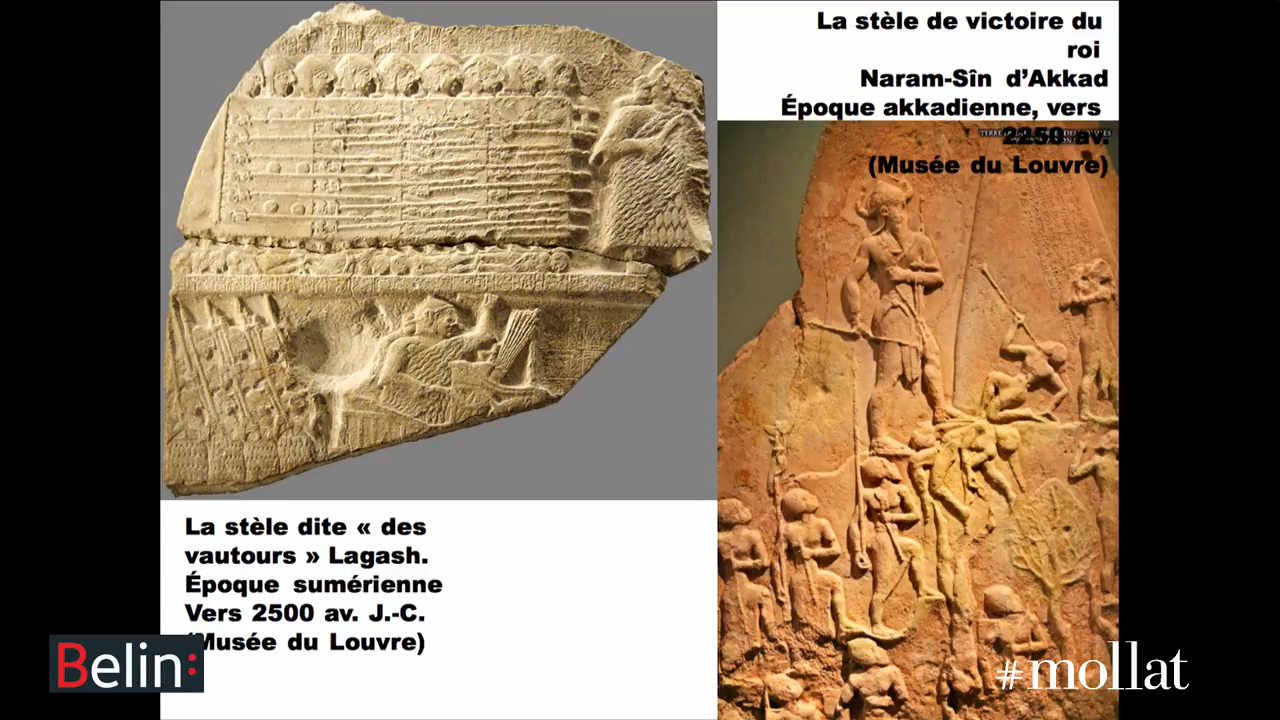 La stèle de victoire du
roi
Naram-Sîn d’Akkad
Époque akkadienne, vers
av.
(Musée du Louvre)
La stèle dite « des
vautours » Lagash.
Époque sumérienne
Vers 2500 av. J.-C.
(Musée du Louvre)
Belin:
#mollat